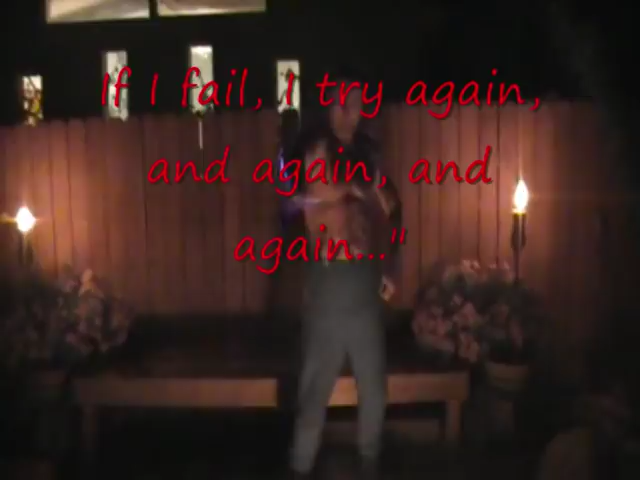 If I fail, I try again,
and again, and
again..."